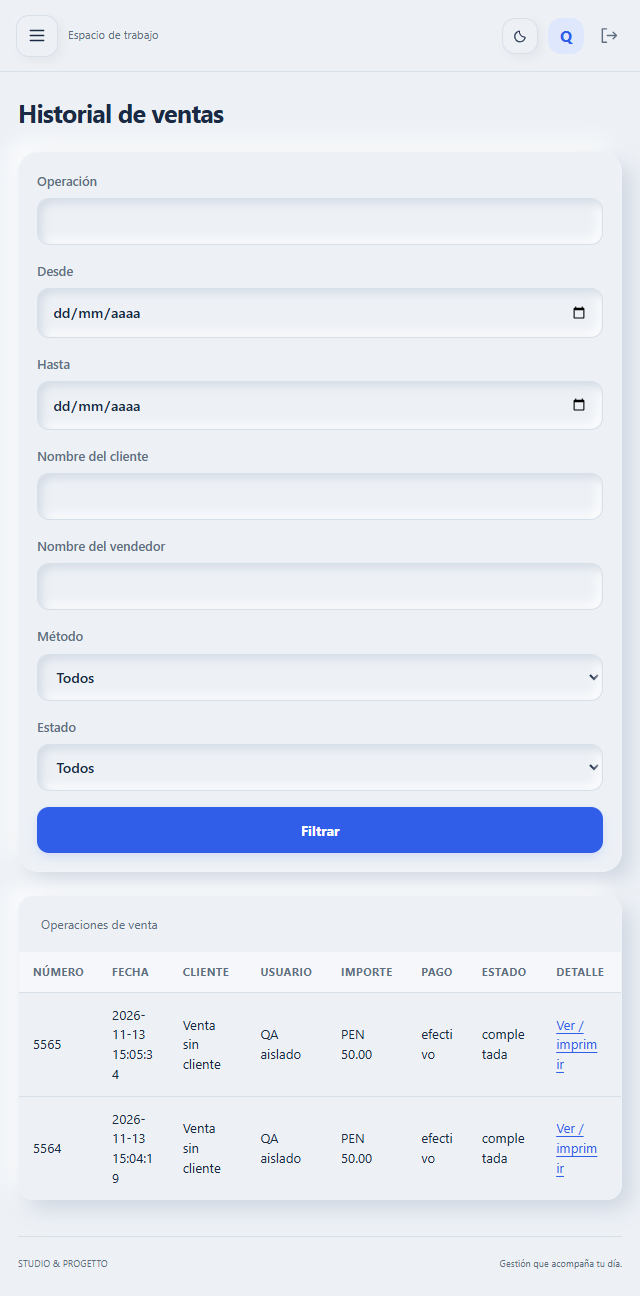 Espacio de trabajo
Q
Historial de ventas
Operación
Desde
dd/mm/aaaa
Hasta
dd/mm/aaaa
Nombre del cliente
Nombre del vendedor
Método
Todos
Estado
Todos
Filtrar
Operaciones de venta
NÚMERO FECHA CLIENTE USUARIO IMPORTE PAGO ESTADO DETALLE
5565
2026-
11-13
15:05:3
4
Venta
sin
cliente
QA
aislado
PEN
50.00
efecti
vo
comple
tada
Ver /
imprim
ir
5564
2026-
11-13
15:04:1
9
Venta
sin
cliente
QA
aislado
PEN
50.00
efecti
vo
comple
tada
Ver /
imprim
ir
STUDIO & PROGETTO
Gestión que acompaña tu día.